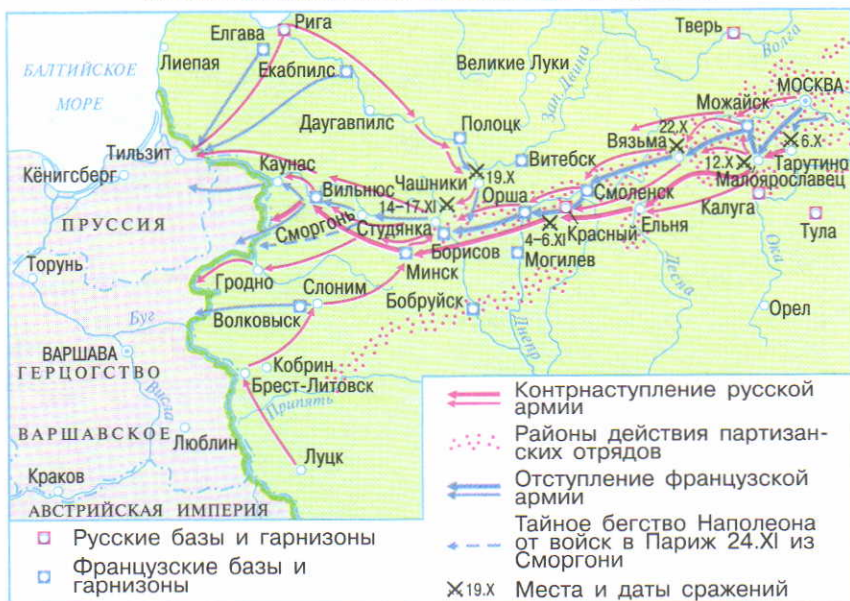 Рига
Елгава
Лиепая
Екабпилс
БАЛТИЙСКОЕ
МОРЕ
Даугавпилс
Великие Луки
Зап. Двина
Тверь
Волга
МОСКВА
Можайск
Полоцк
Витебск
Вязьма
22.X
6.X
Тарутино
12.X
Малоярославец
Тильзит
Кёнигсберг
Каунас
Вильнюс
Чашники
19.X
14–17.XI
Орша
Смоленск
Калуга
Тула
ПРУССИЯ
Сморгонь
Студянка
Борисов
4–6.XI
Красный
Ельня
Минск
Могилев
Ока
Десна
Торунь
Гродно
Слоним
Бобруйск
Днепр
Орел
Буг
Волковыск
ВАРШАВА
ГЕРЦОГСТВО
Висла
Кобрин
Брест-Литовск
Припять
ВАРШАВСКОЕ
Люблин
Луцк
Краков
АВСТРИЙСКАЯ ИМПЕРИЯ
Русские базы и гарнизоны
Французские базы и
гарнизоны
Контрнаступление русской
армии
Районы действия партизан-
ских отрядов
Отступление французской
армии
Тайное бегство Наполеона
от войск в Париж 24.XI из
Сморгони
19.X Места и даты сражений